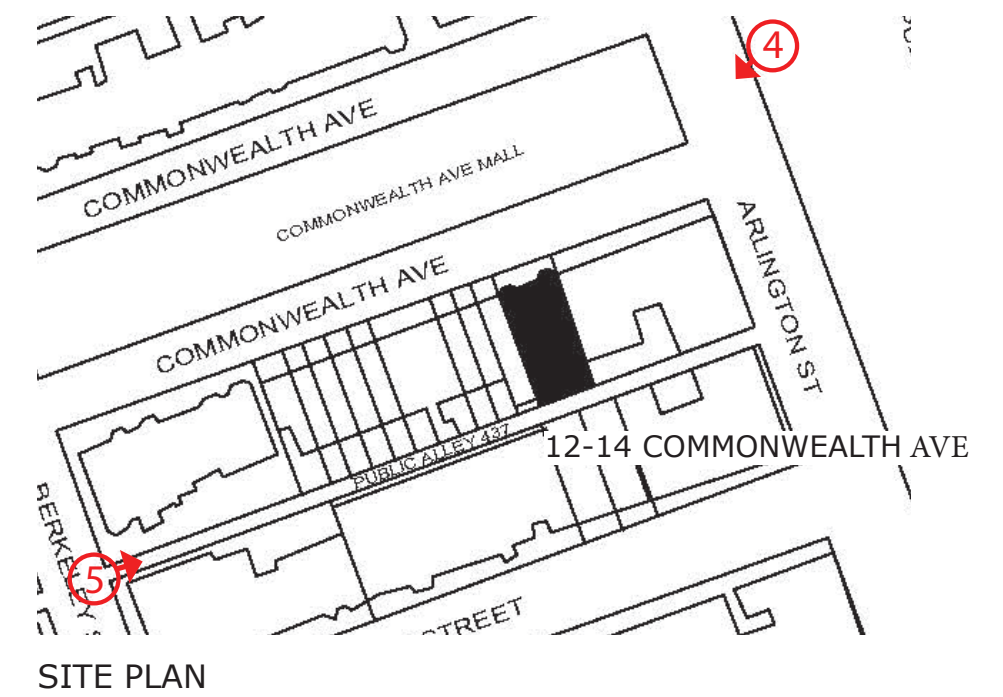 4
COMMONWEALTH AVE
COMMONWEALTH AVE MALL
ARLINGTON ST
COMMONWEALTH AVE
PUBLIC ALLEY 437
12-14 COMMONWEALTH AVE
BERKELEY S
5
STREET
SITE PLAN